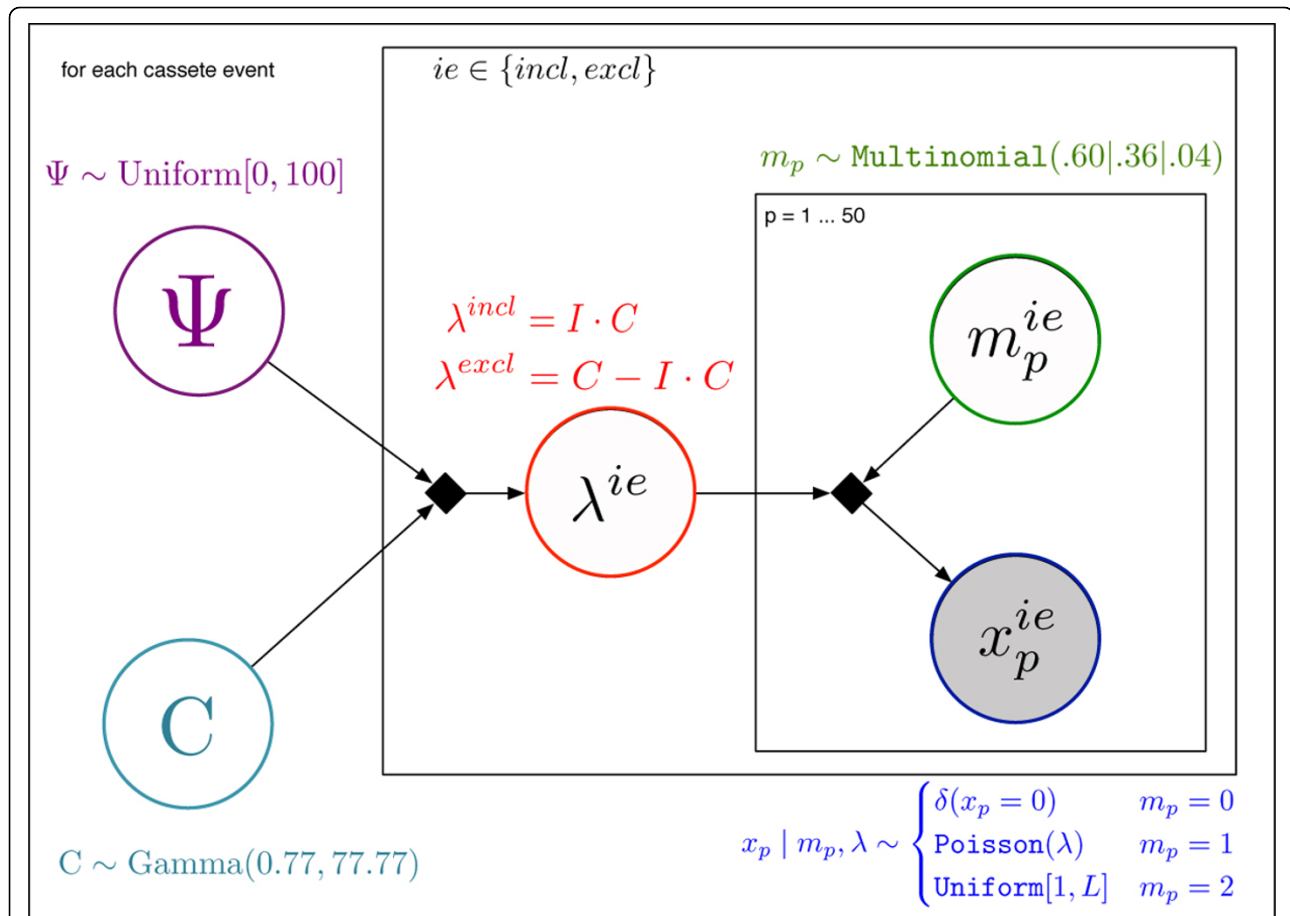 for each cassete event
ie ∈ {incl, excl}
Ψ ∼ Uniform[0, 100]
m_p ∼ Multinomial(.60|.36|.04)
p = 1 ... 50
Ψ
λ^{incl} = I · C
λ^{excl} = C − I · C
m_p^{ie}
λ^{ie}
x_p^{ie}
C
C ∼ Gamma(0.77, 77.77)
x_p | m_p, λ ∼ {
δ(x_p = 0) m_p = 0
Poisson(λ) m_p = 1
Uniform[1, L] m_p = 2